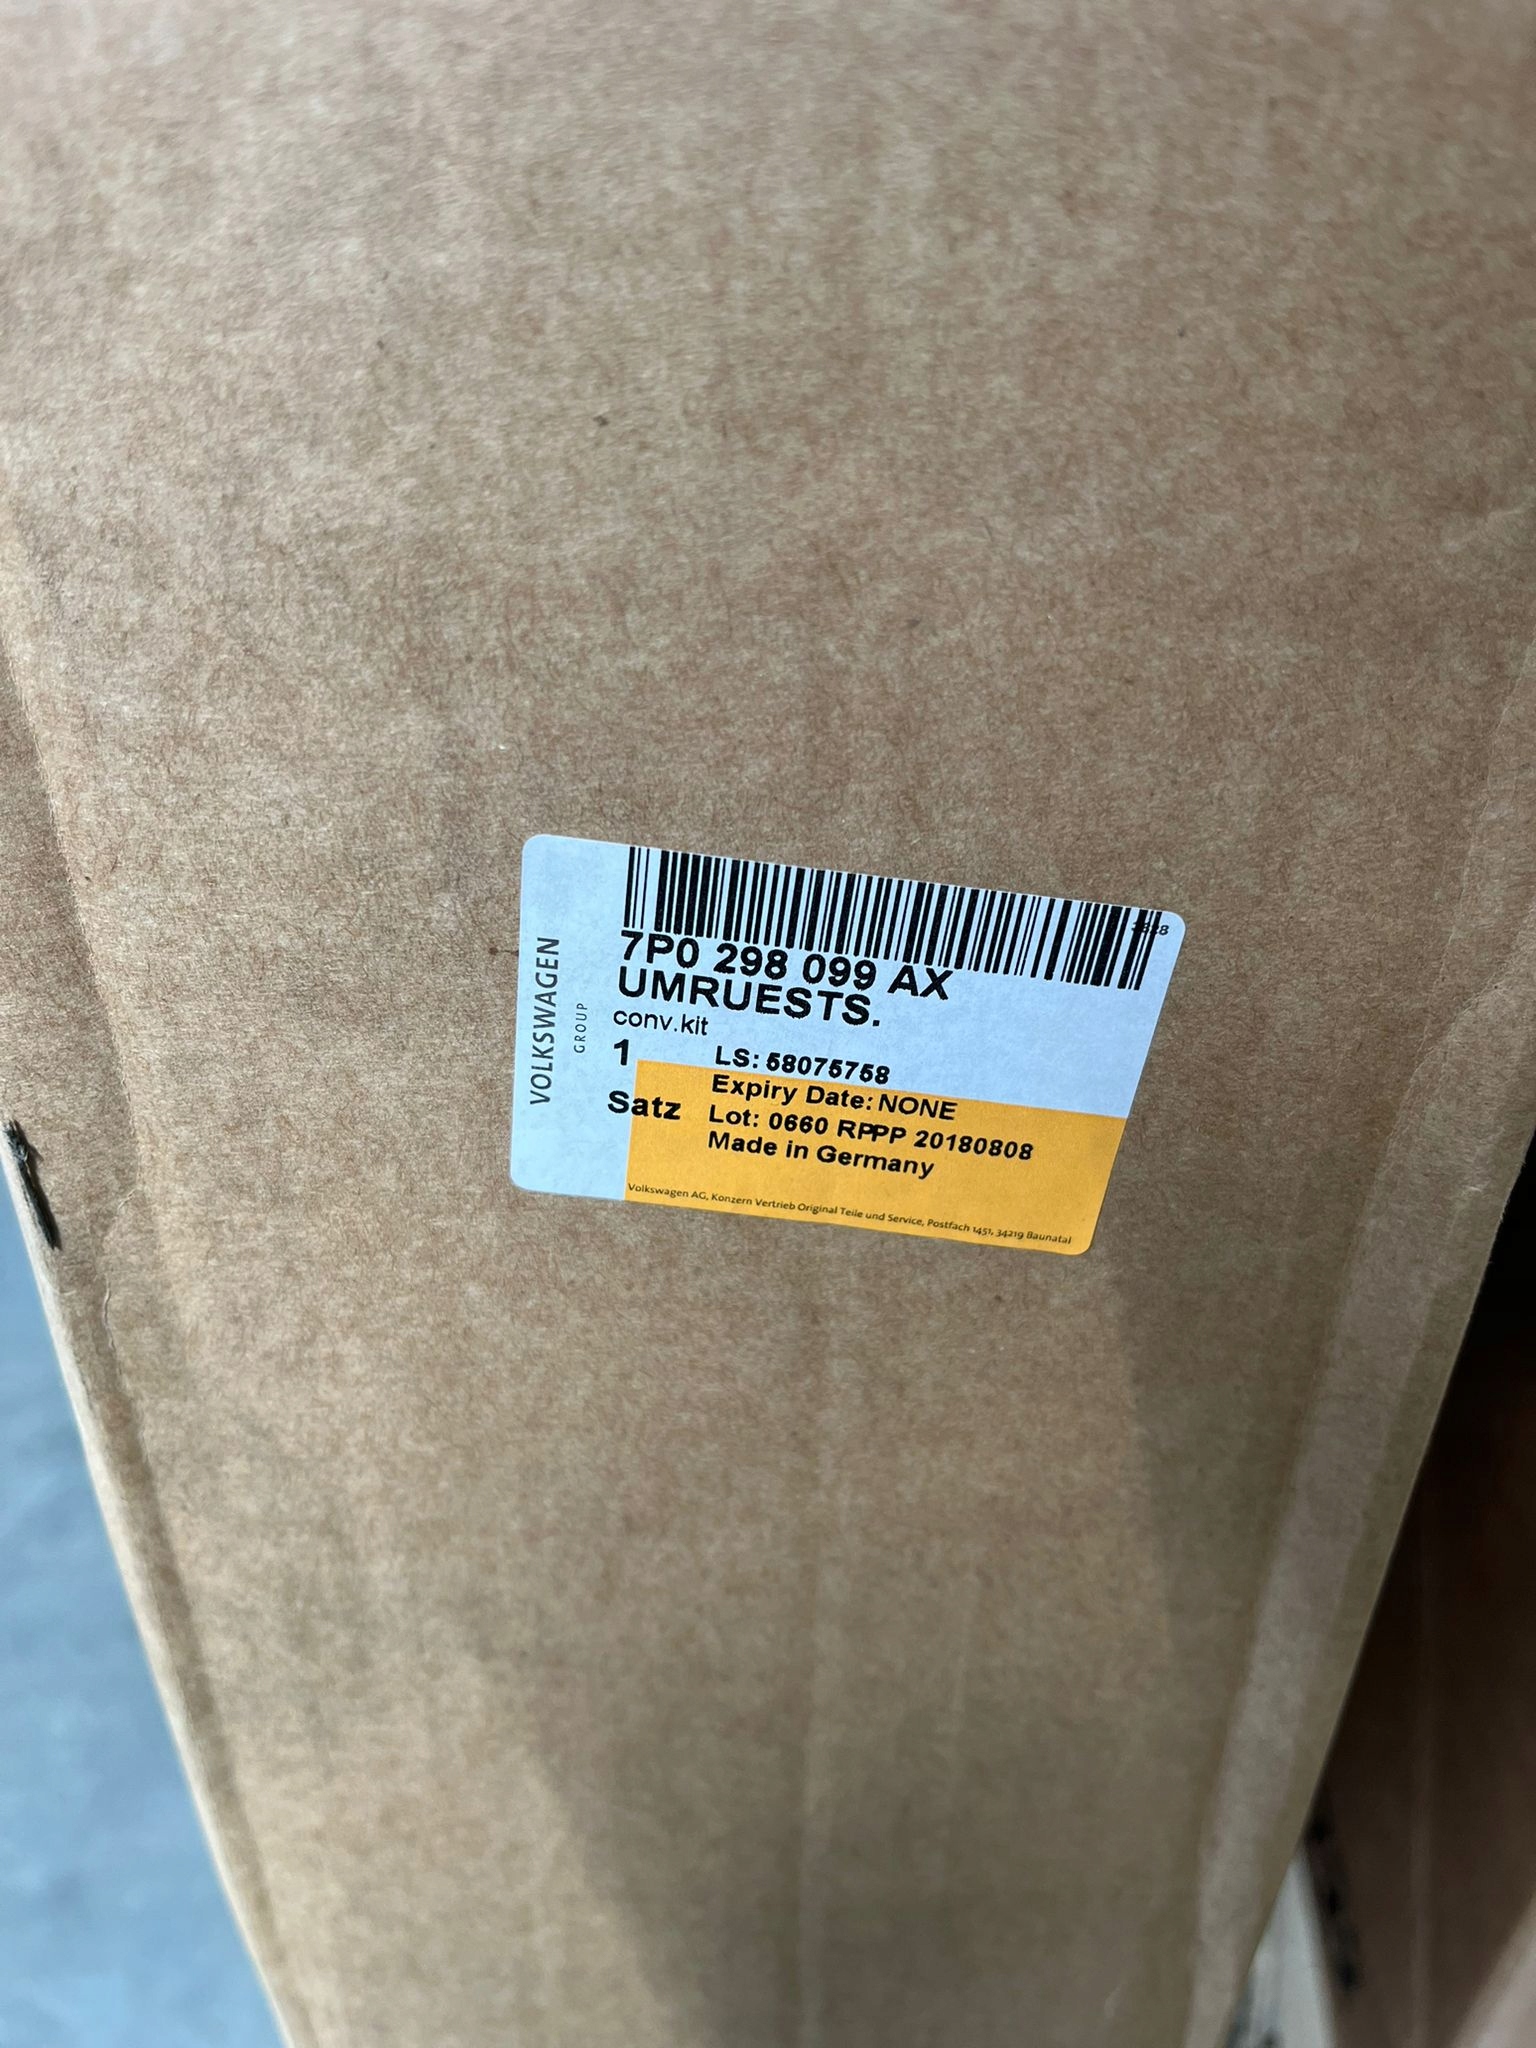 7P0 298 099 AX
UMRUESTS.
conv.kit
1
LS: 58075758
Expiry Date: NONE
Satz
Lot: 0660 RPPP 20180808
Made in Germany
Volkswagen AG, Konzern Vertrieb Original Teile und Service, Postfach 1451, 34219 Baunatal
VOLKSWAGEN
GROUP